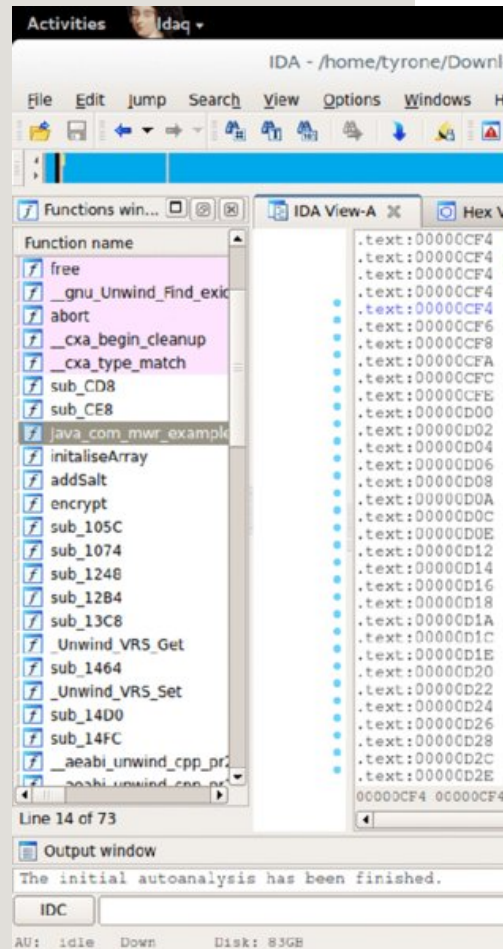 Activities Idaq
IDA - /home/tyrone/Downl
File Edit Jump Search View Options Windows H
Functions win...
IDA View-A
Hex V
Function name
free
__gnu_Unwind_Find_exid
abort
__cxa_begin_cleanup
__cxa_type_match
sub_CD8
sub_CE8
Java_com_mwr_example
initaliseArray
addSalt
encrypt
sub_105C
sub_1074
sub_1248
sub_12B4
sub_13C8
_Unwind_VRS_Get
sub_1464
_Unwind_VRS_Set
sub_14D0
sub_14FC
__aeabi_unwind_cpp_pr2
Line 14 of 73
.text:00000CF4
.text:00000CF4
.text:00000CF4
.text:00000CF4
.text:00000CF4
.text:00000CF6
.text:00000CF8
.text:00000CFA
.text:00000CFC
.text:00000CFE
.text:00000D00
.text:00000D02
.text:00000D04
.text:00000D06
.text:00000D08
.text:00000D0A
.text:00000D0C
.text:00000D0E
.text:00000D12
.text:00000D14
.text:00000D16
.text:00000D18
.text:00000D1A
.text:00000D1C
.text:00000D1E
.text:00000D20
.text:00000D22
.text:00000D24
.text:00000D26
.text:00000D28
.text:00000D2C
.text:00000D2E
00000CF4 00000CF4
Output window
The initial autoanalysis has been finished.
IDC
AU: idle Down Disk: 83GB